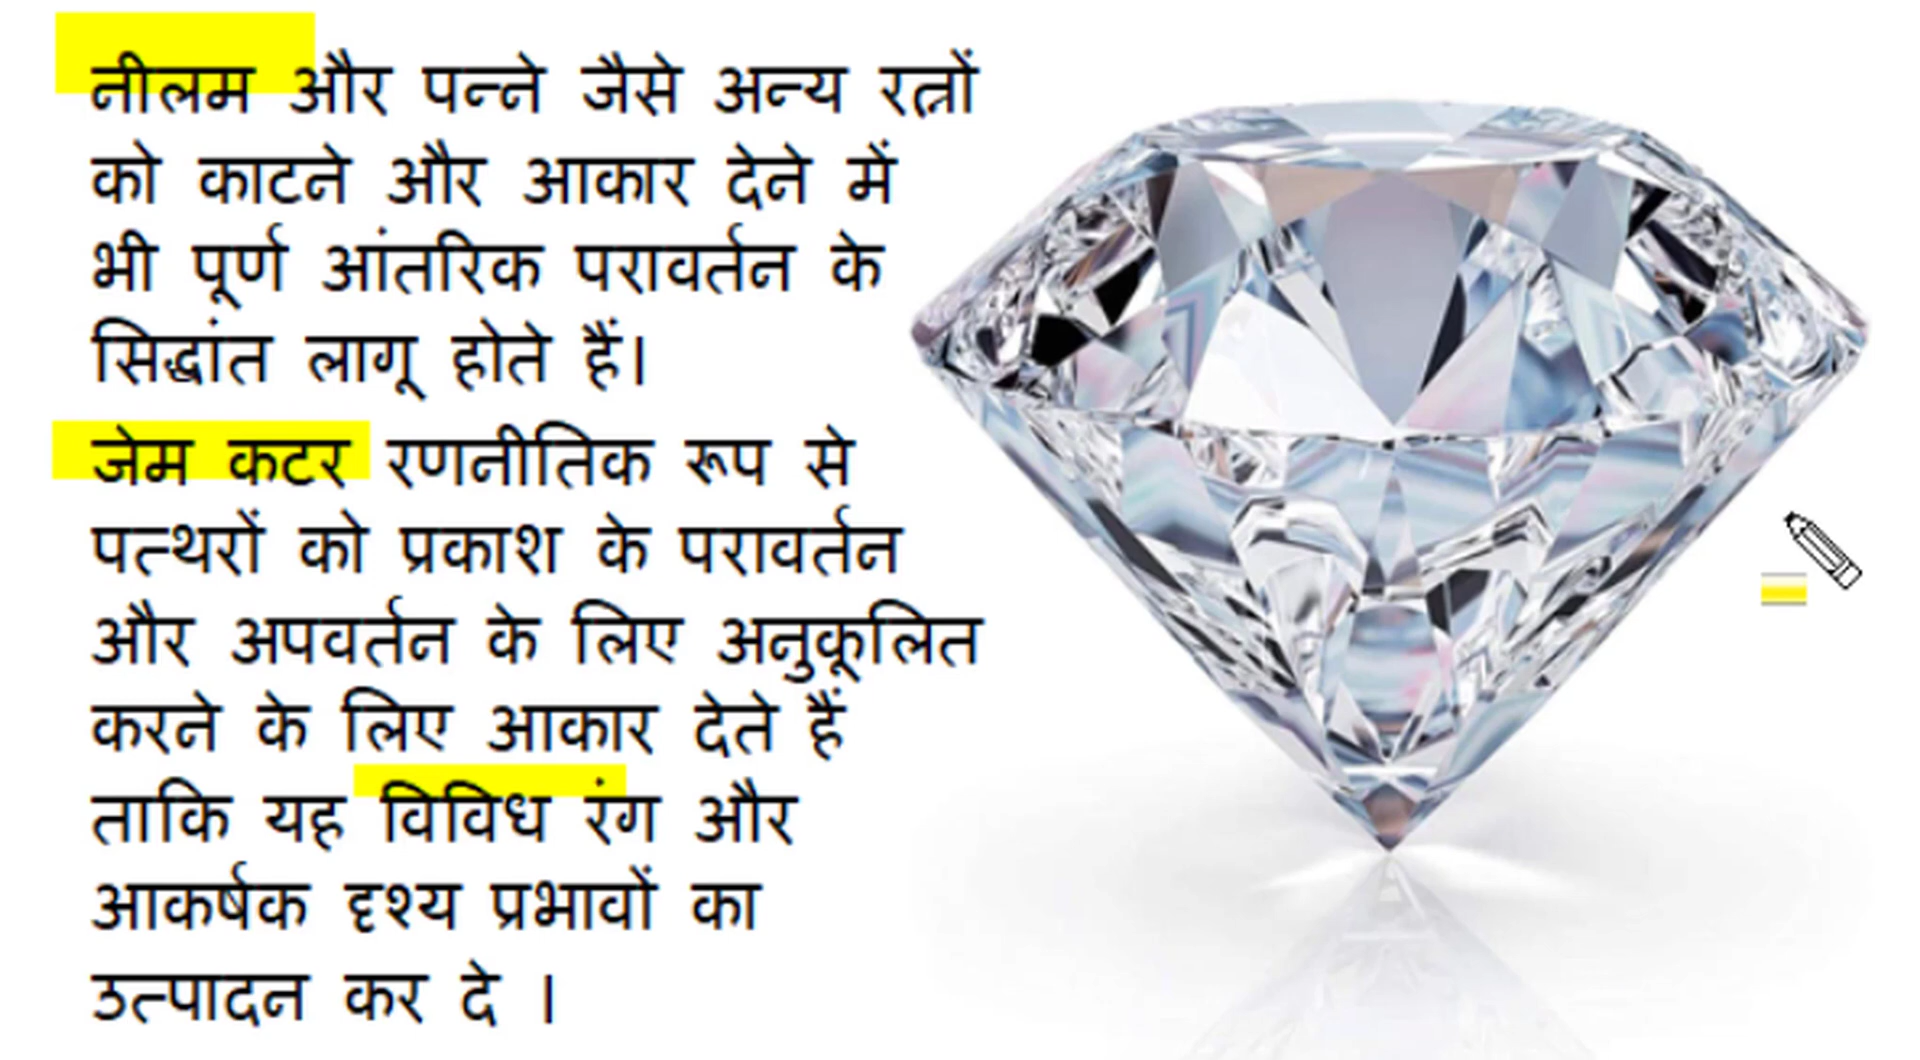 नीलम और पन्ने जैसे अन्य रत्नों
को काटने और आकार देने में
भी पूर्ण आंतरिक परावर्तन के
सिद्धांत लागू होते हैं।
जेम कटर रणनीतिक रूप से
पत्थरों को प्रकाश के परावर्तन
और अपवर्तन के लिए अनुकूलित
करने के लिए आकार देते हैं
ताकि यह विविध रंग और
आकर्षक दृश्य प्रभावों का
उत्पादन कर दे ।